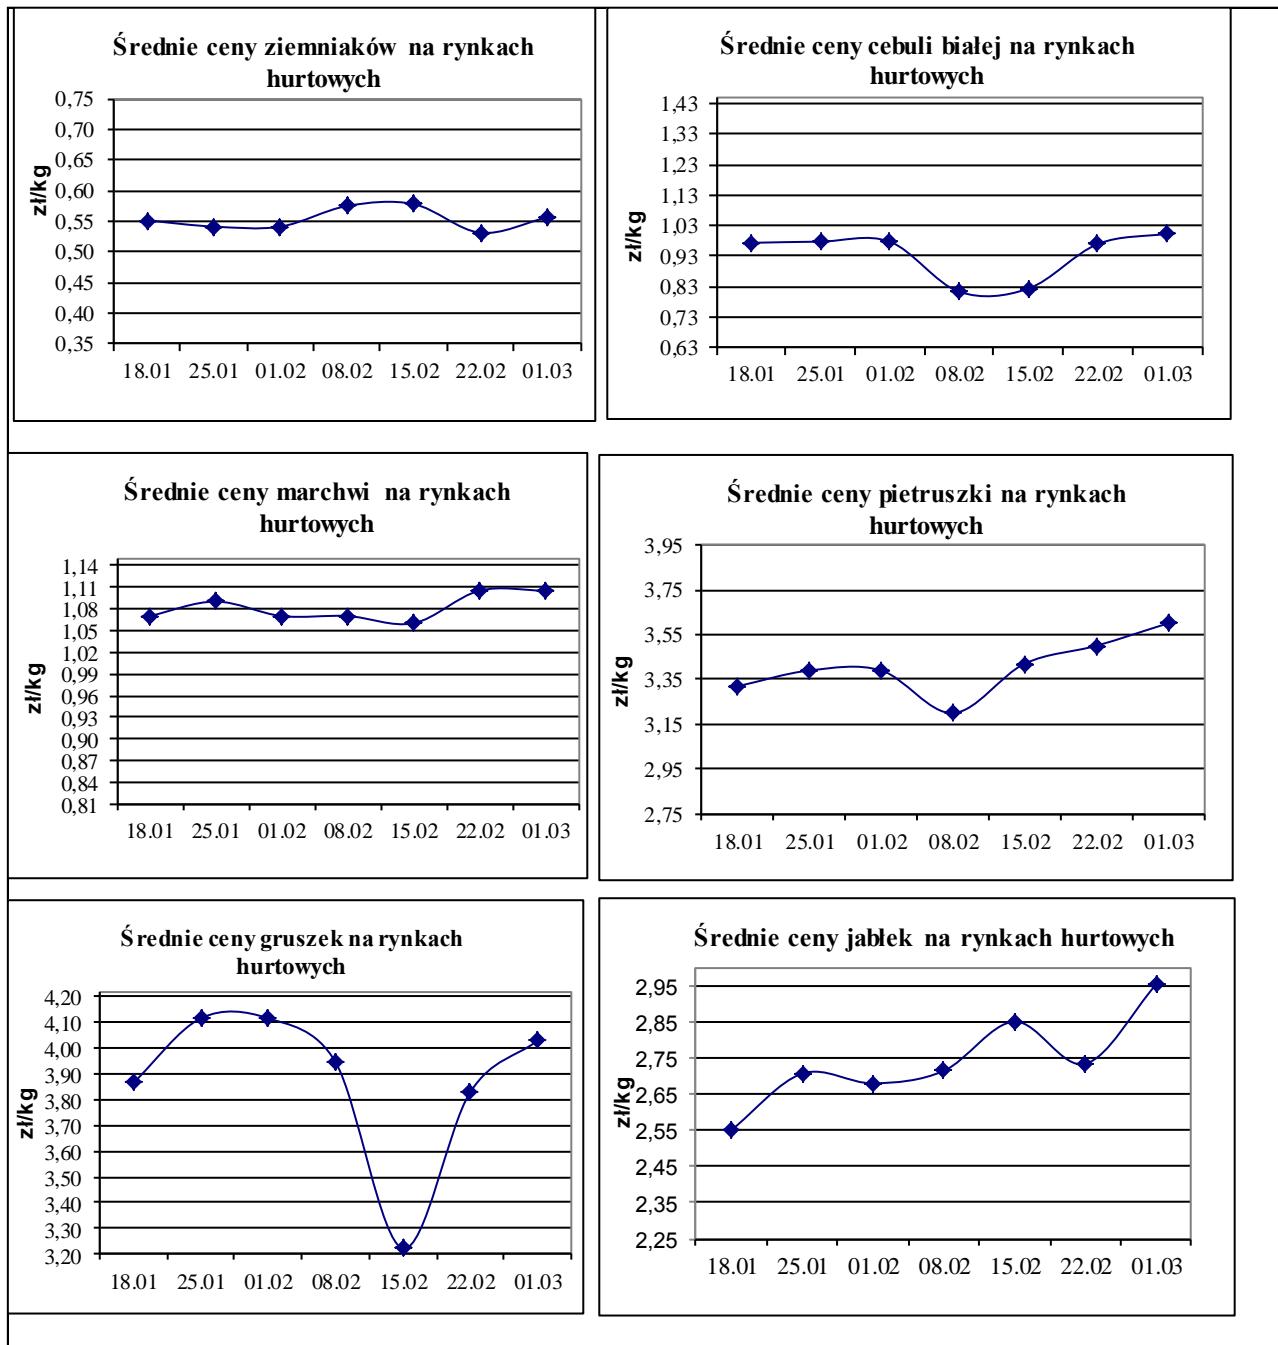 Średnie ceny ziemniaków na rynkach
hurtowych
zł/kg
0,75
0,70
0,65
0,60
0,55
0,50
0,45
0,40
0,35
18.01 25.01 01.02 08.02 15.02 22.02 01.03
Średnie ceny cebuli białej na rynkach
hurtowych
zł/kg
1,43
1,33
1,23
1,13
1,03
0,93
0,83
0,73
0,63
18.01 25.01 01.02 08.02 15.02 22.02 01.03
Średnie ceny marchwi na rynkach
hurtowych
zł/kg
1,14
1,11
1,08
1,05
1,02
0,99
0,96
0,93
0,90
0,87
0,84
0,81
18.01 25.01 01.02 08.02 15.02 22.02 01.03
Średnie ceny pietruszki na rynkach
hurtowych
zł/kg
3,95
3,75
3,55
3,35
3,15
2,95
2,75
18.01 25.01 01.02 08.02 15.02 22.02 01.03
Średnie ceny gruszek na rynkach
hurtowych
zł/kg
4,20
4,10
4,00
3,90
3,80
3,70
3,60
3,50
3,40
3,30
3,20
18.01 25.01 01.02 08.02 15.02 22.02 01.03
Średnie ceny jabłek na rynkach hurtowych
zł/kg
2,95
2,85
2,75
2,65
2,55
2,45
2,35
2,25
18.01 25.01 01.02 08.02 15.02 22.02 01.03